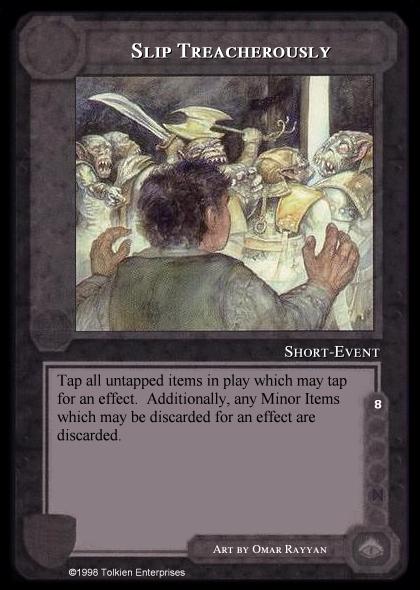 Slip Treacherously
Short-Event
Tap all untapped items in play which may tap
for an effect.  Additionally, any Minor Items
which may be discarded for an effect are
discarded.
8
N
Art by Omar Rayyan
©1998 Tolkien Enterprises